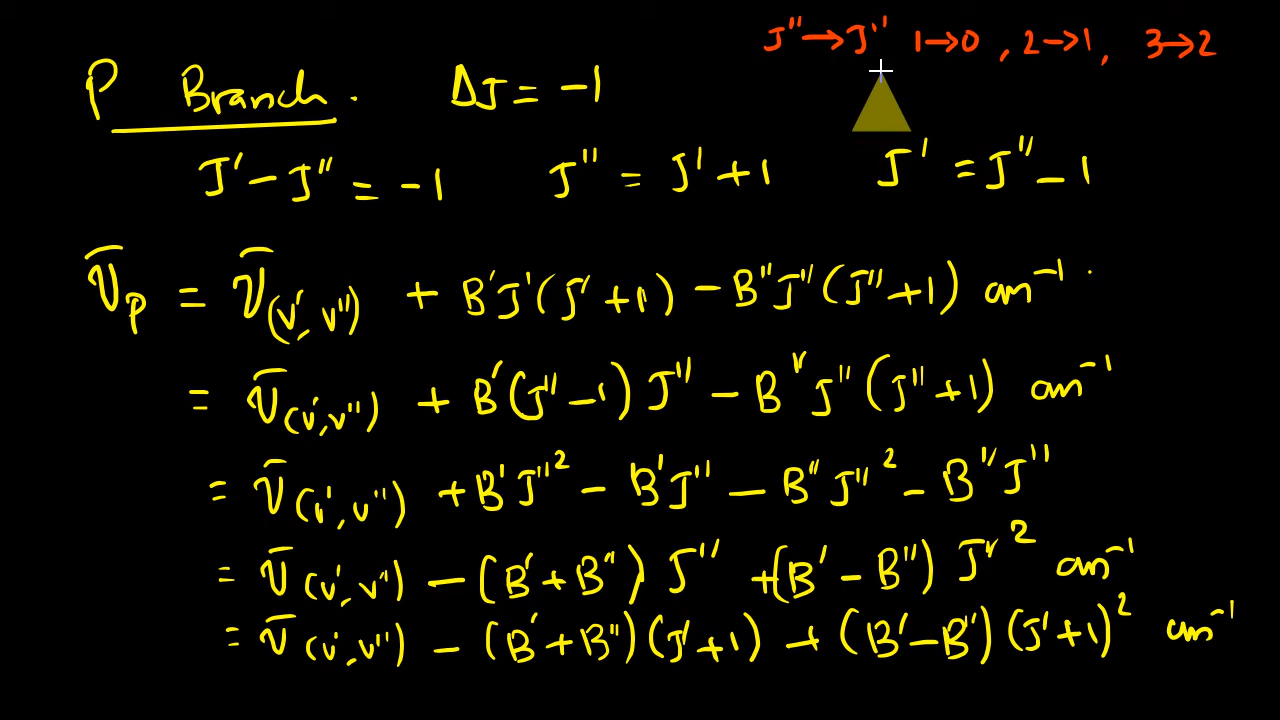 J'' → J'' 1→0 , 2→1, 3→2
P Branch. ΔJ = -1
J' - J'' = -1 J'' = J' + 1 J' = J'' - 1
ν̄_P = ν̄_(v', v'') + B'J'(J'+1) - B''J''(J''+1) cm⁻¹.
= ν̄_(v', v'') + B'(J''-1)J'' - B''J''(J''+1) cm⁻¹
= ν̄_(v', v'') + B'J''² - B'J'' - B''J''² - B''J''
= ν̄_(v', v'') - (B'+B'')J'' + (B'-B'')J''² cm⁻¹
= ν̄_(v', v'') - (B'+B'')(J'+1) + (B'-B'')(J'+1)² cm⁻¹